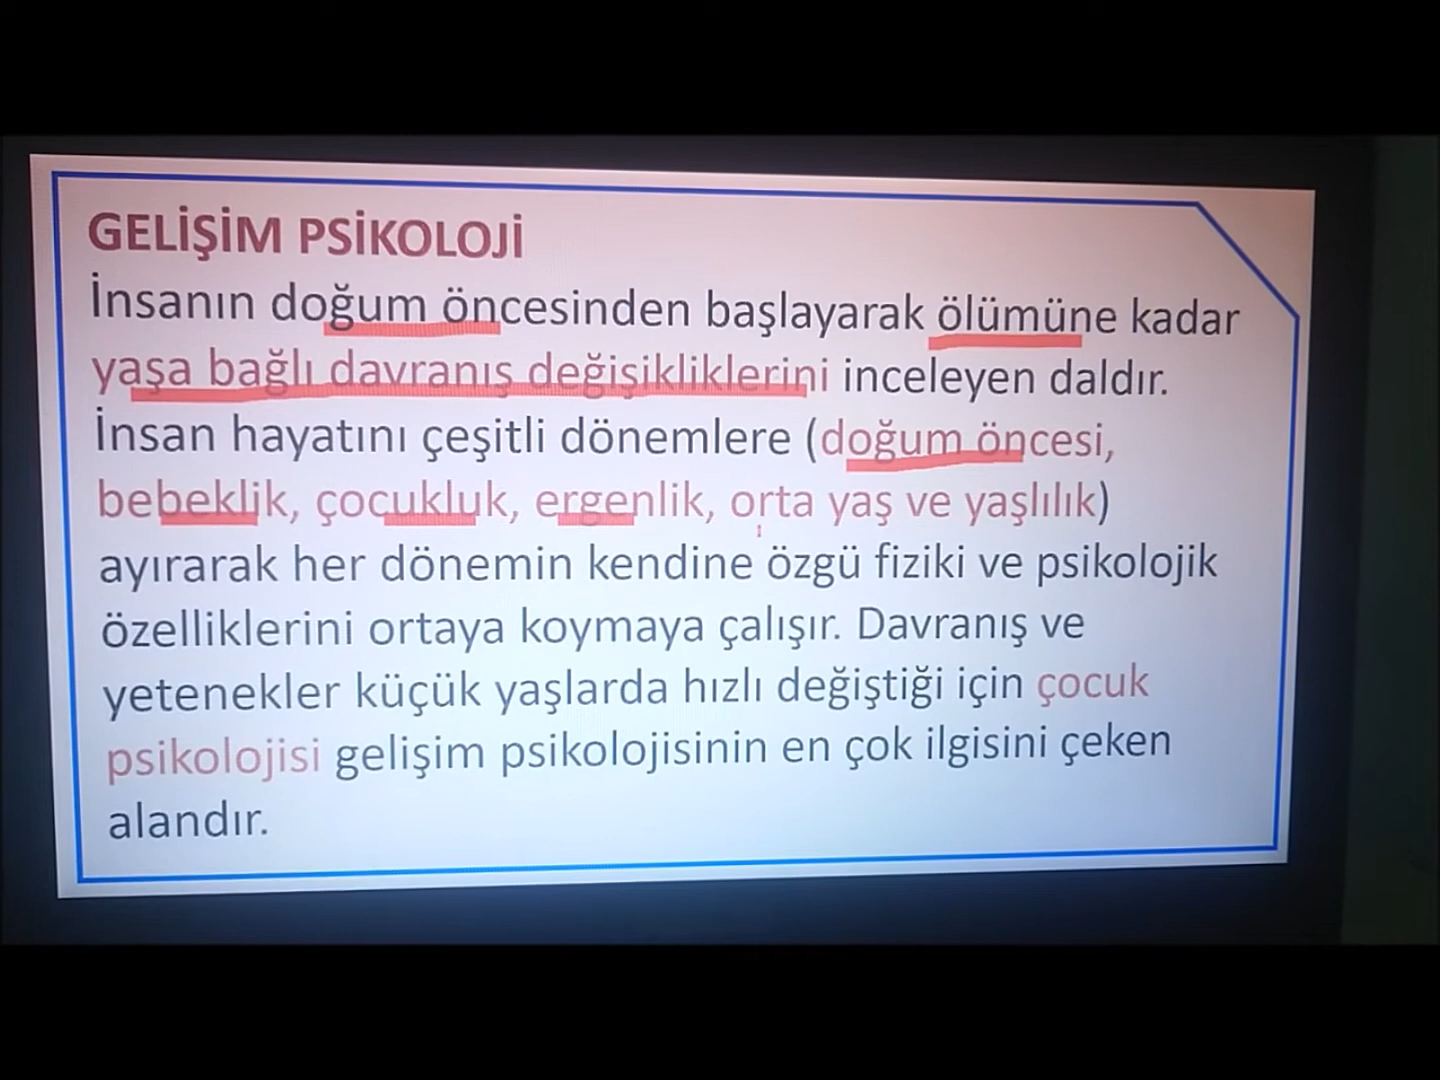 GELİŞİM PSİKOLOJİ
İnsanın doğum öncesinden başlayarak ölümüne kadar
yaşa bağlı davranış değişikliklerini inceleyen daldır.
İnsan hayatını çeşitli dönemlere (doğum öncesi,
bebeklik, çocukluk, ergenlik, orta yaş ve yaşlılık)
ayırarak her dönemin kendine özgü fiziki ve psikolojik
özelliklerini ortaya koymaya çalışır. Davranış ve
yetenekler küçük yaşlarda hızlı değiştiği için çocuk
psikolojisi gelişim psikolojisinin en çok ilgisini çeken
alandır.